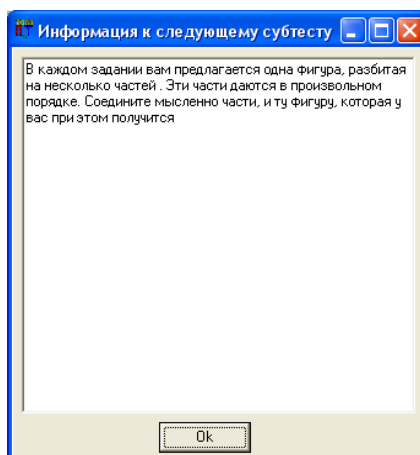 Информация к следующему субтесту
В каждом задании вам предлагается одна фигура, разбитая
на несколько частей . Эти части даются в произвольном
порядке. Соедините мысленно части, и ту фигуру, которая у
вас при этом получится
Ok